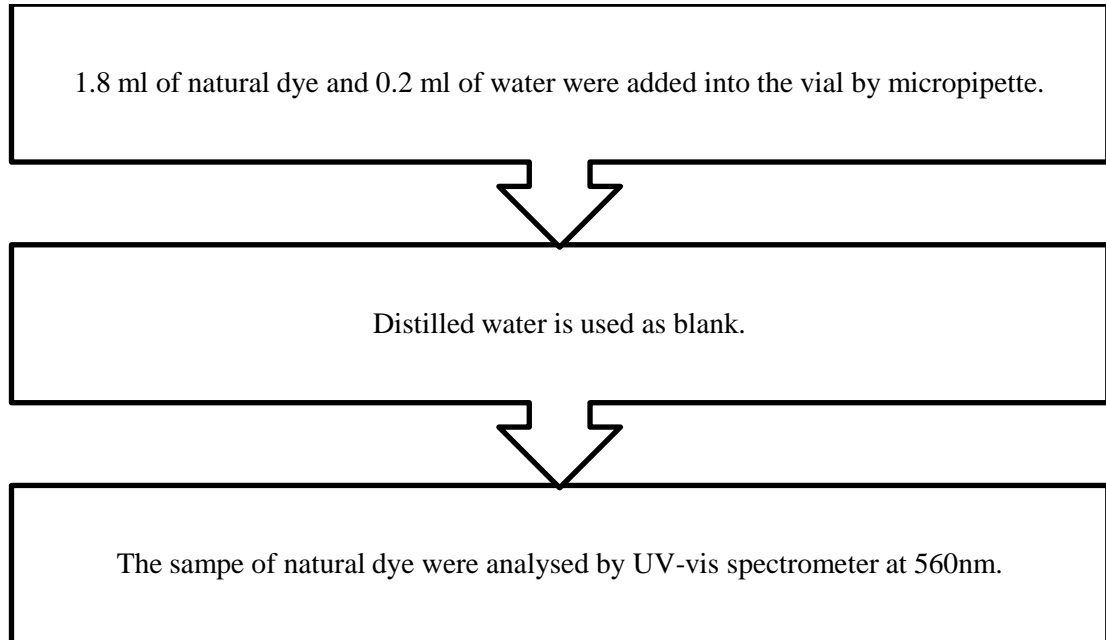 1.8 ml of natural dye and 0.2 ml of water were added into the vial by micropipette.
Distilled water is used as blank.
The sampe of natural dye were analysed by UV-vis spectrometer at 560nm.